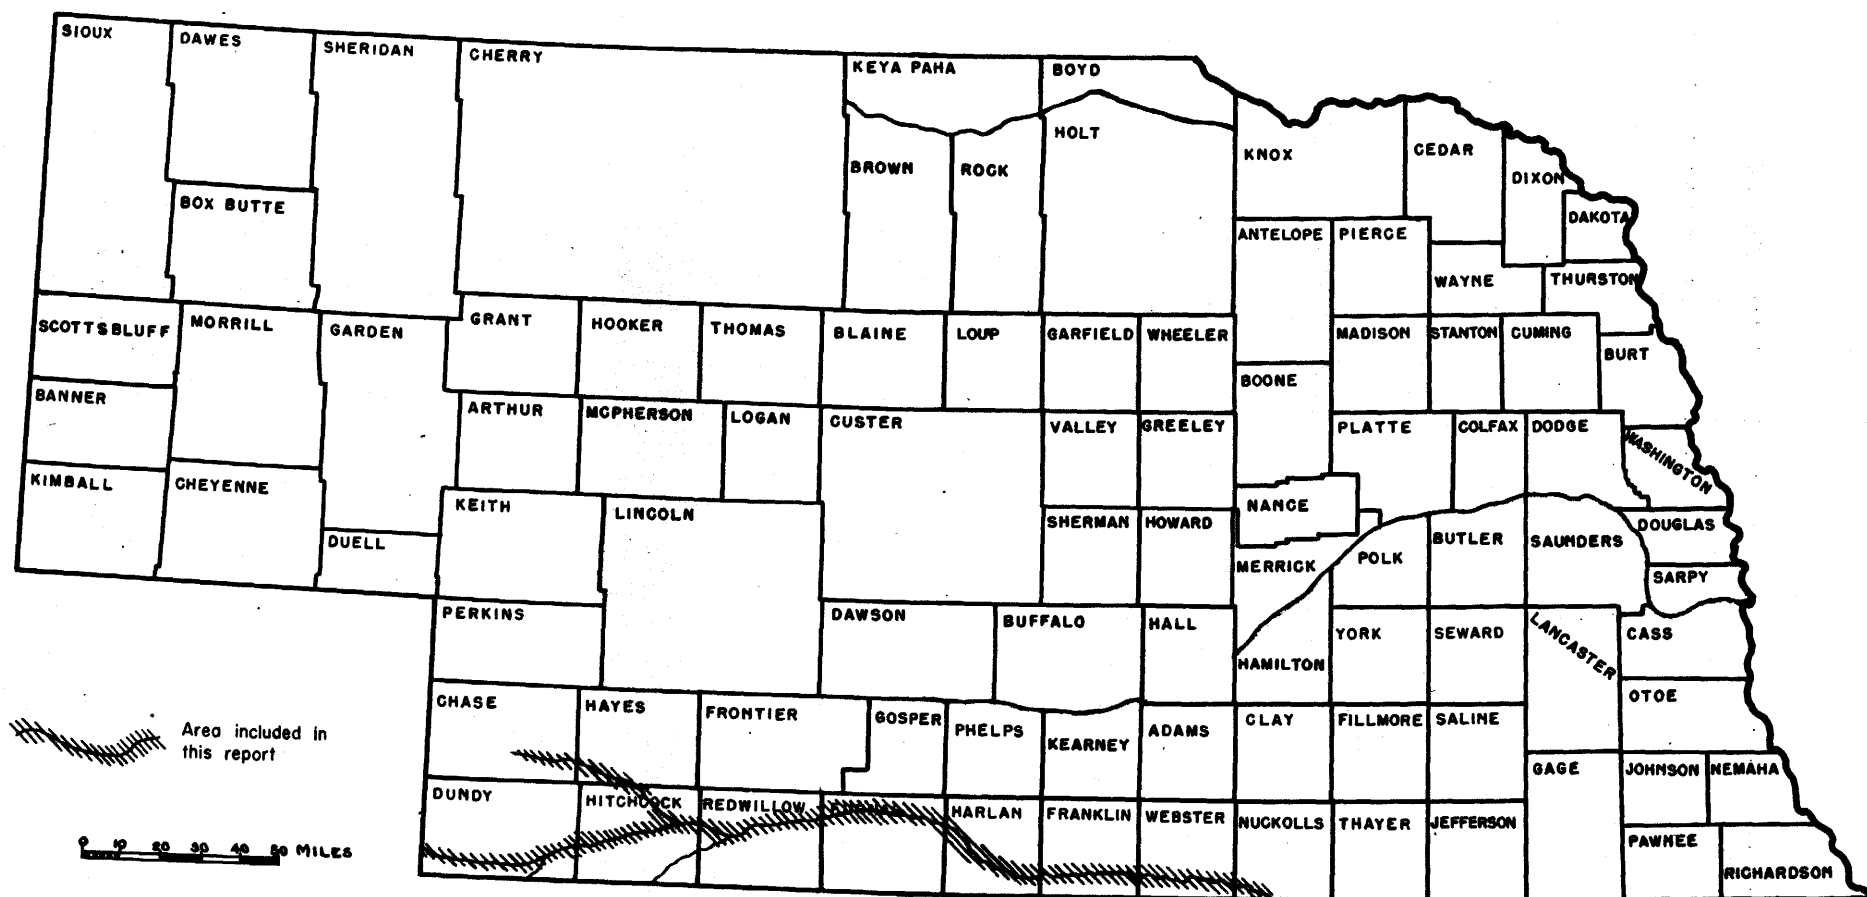 SIOUX
DAWES
SHERIDAN
CHERRY
KEYA PAHA
BOYD
HOLT
BROWN
ROCK
KNOX
CEDAR
DIXON
DAKOTA
BOX BUTTE
ANTELOPE
PIERCE
WAYNE
THURSTON
SCOTTSBLUFF
MORRILL
GARDEN
GRANT
HOOKER
THOMAS
BLAINE
LOUP
GARFIELD
WHEELER
MADISON
STANTON
CUMING
BURT
BOONE
BANNER
ARTHUR
MCPHERSON
LOGAN
CUSTER
VALLEY
GREELEY
PLATTE
COLFAX
DODGE
WASHINGTON
KIMBALL
CHEYENNE
KEITH
LINCOLN
NANCE
SHERMAN
HOWARD
DOUGLAS
DUELL
MERRICK
POLK
BUTLER
SAUNDERS
SARPY
PERKINS
DAWSON
BUFFALO
HALL
HAMILTON
YORK
SEWARD
LANCASTER
CASS
OTOE
CHASE
HAYES
FRONTIER
GOSPER
PHELPS
KEARNEY
ADAMS
CLAY
FILLMORE
SALINE
Area included in
this report
GAGE
JOHNSON
NEMAHA
DUNDY
HITCHCOCK
REDWILLOW
HARLAN
FRANKLIN
WEBSTER
NUCKOLLS
THAYER
JEFFERSON
PAWNEE
RICHARDSON
0 10 20 30 40 50 MILES